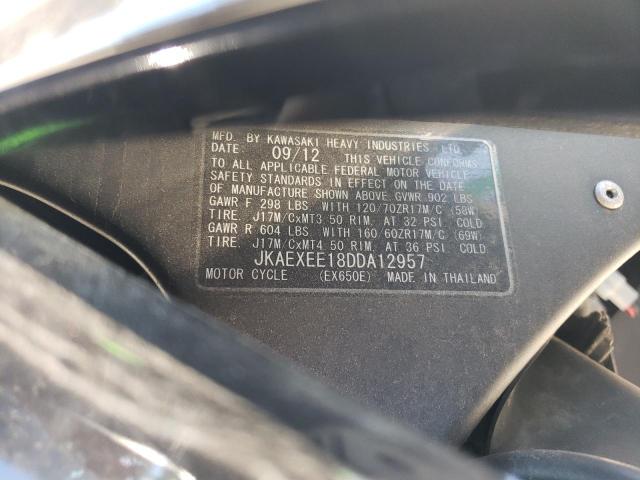 MFD. BY KAWASAKI HEAVY INDUSTRIES, LTD.
DATE 09/12 THIS VEHICLE CONFORMS
TO ALL APPLICABLE FEDERAL MOTOR VEHICLE
SAFETY STANDARDS IN EFFECT ON THE DATE
OF MANUFACTURE SHOWN ABOVE. GVWR 902 LBS
GAWR F 298 LBS. WITH 120/70ZR17M/C (58W)
TIRE. J17M/CxMT3.50 RIM. AT 32 PSI. COLD
GAWR R 604 LBS. WITH 160/60ZR17M/C (69W)
TIRE. J17M/CxMT4.50 RIM. AT 36 PSI. COLD
JKAEXEE18DDA12957
MOTOR CYCLE (EX650E) MADE IN THAILAND